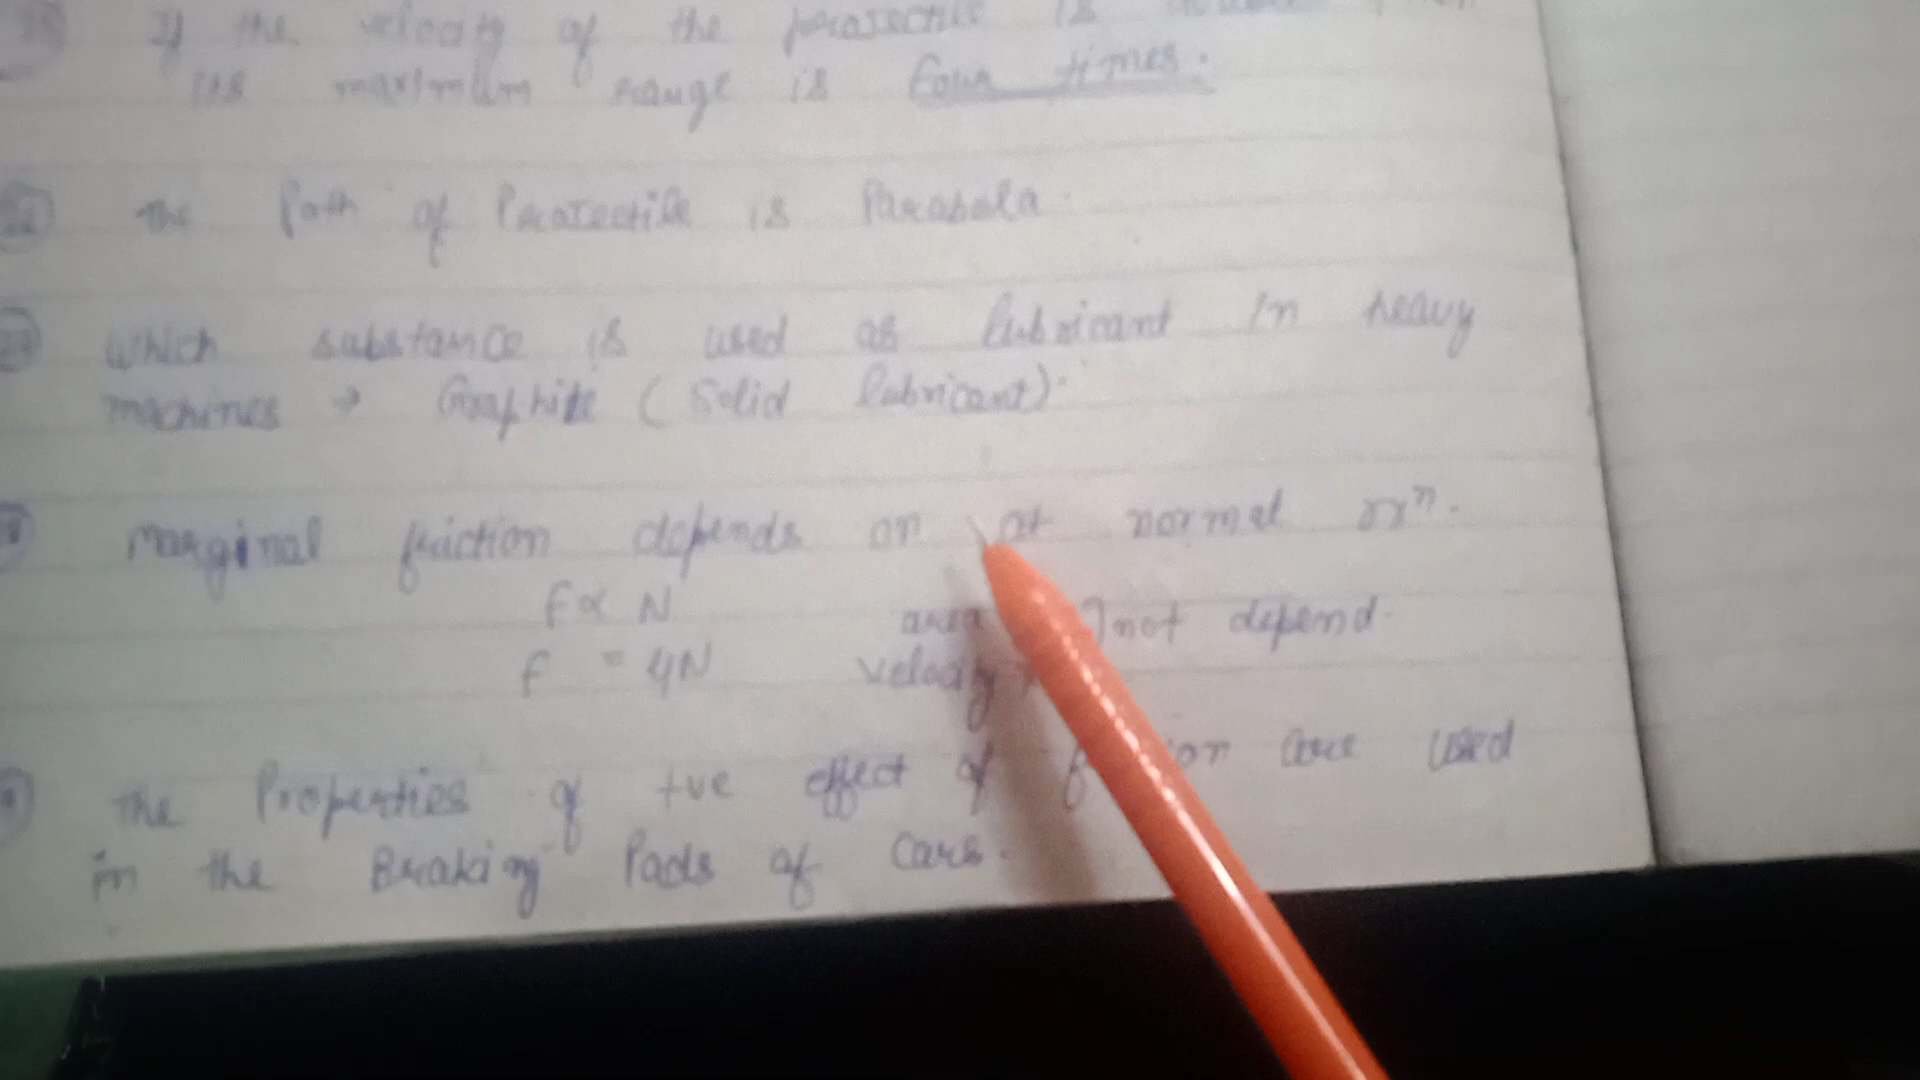 If the velocity of the projectile is
its maximum range is four times.
the Path of Projectile is Parabola.
Which substance is used as lubricant in heavy
machines → Graphite (Solid lubricant).
marginal friction depends on at normal rxⁿ.
f ∝ N
area not depend.
f = μN velocity
The Properties of +ve effect of are used
in the Braking Pads of Cars.